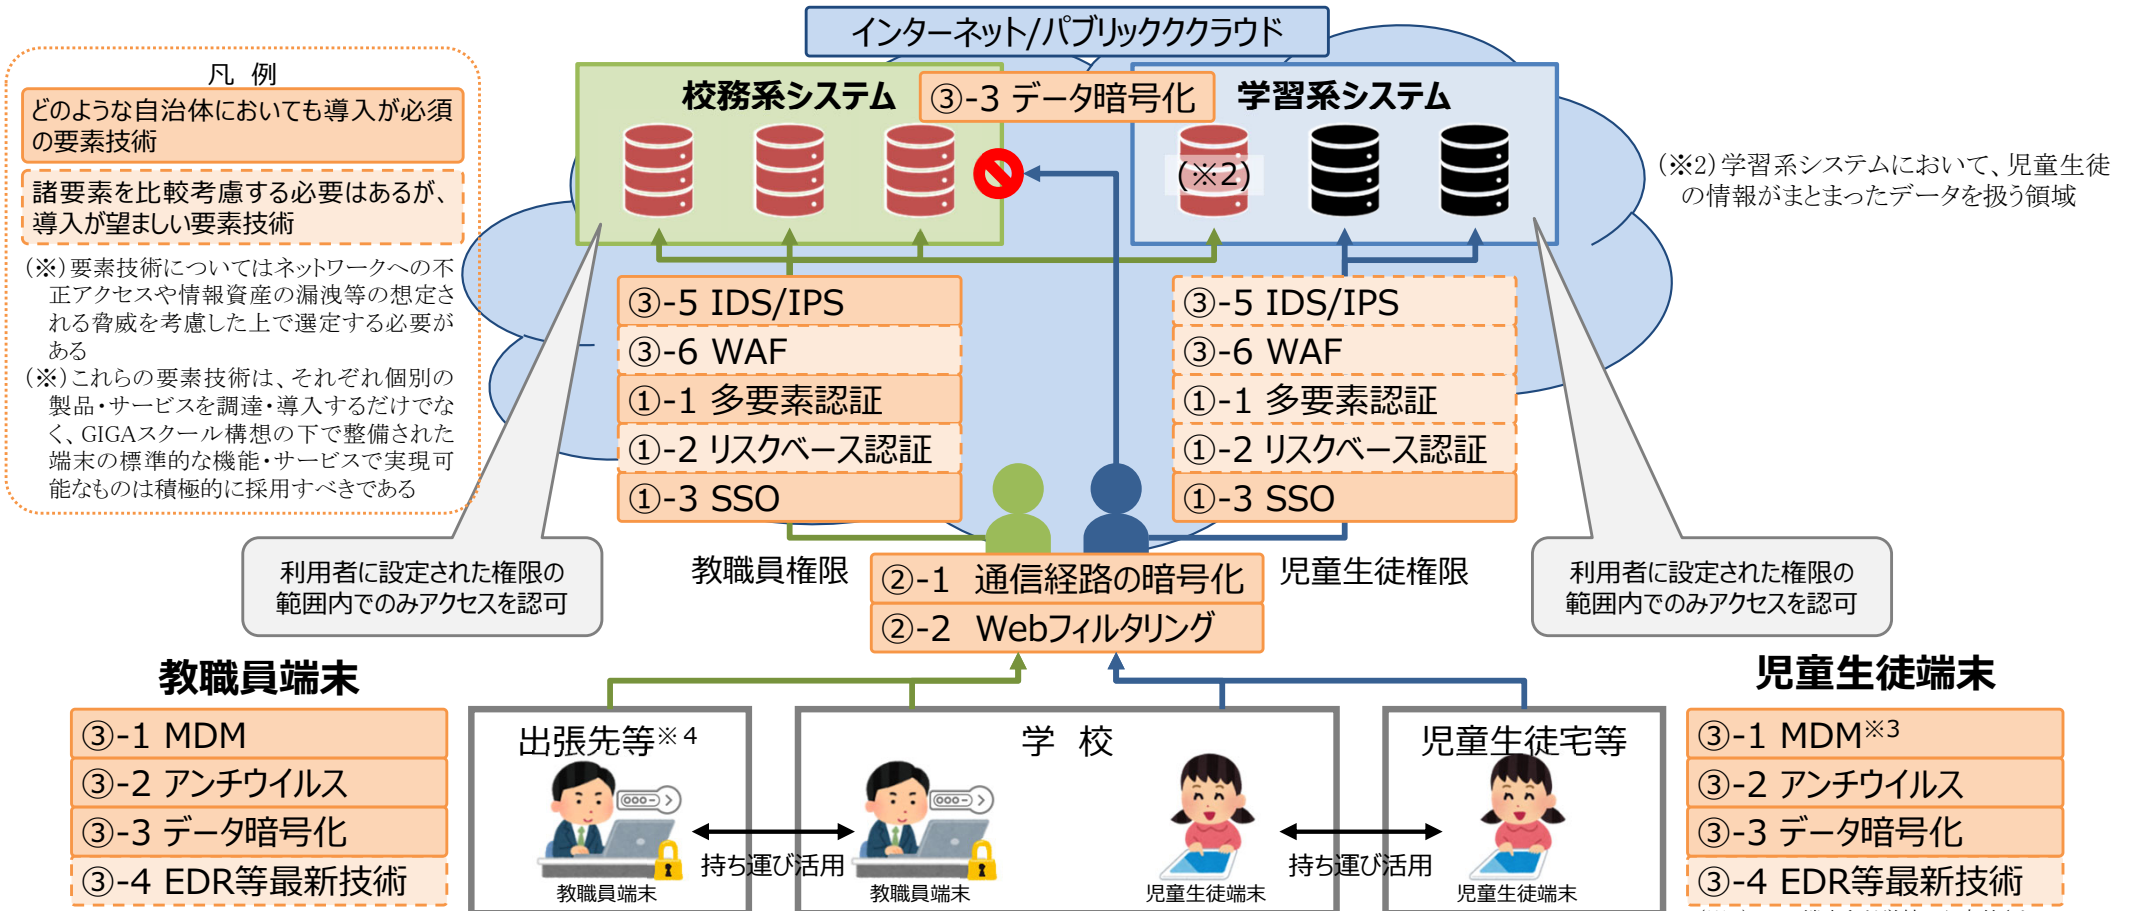 インターネット/パブリッククラウド
凡 例
どのような自治体においても導入が必須
の要素技術
諸要素を比較考慮する必要はあるが、
導入が望ましい要素技術
(※)要素技術についてはネットワークへの不
正アクセスや情報資産の漏洩等の想定さ
れる脅威を考慮した上で選定する必要が
ある
(※)これらの要素技術は、それぞれ個別の
製品・サービスを調達・導入するだけでな
く、GIGAスクール構想の下で整備された
端末の標準的な機能・サービスで実現可
能なものは積極的に採用すべきである
校務系システム
③-3 データ暗号化
学習系システム
(※2)
(※2)学習系システムにおいて、児童生徒
の情報がまとまったデータを扱う領域
③-5 IDS/IPS
③-6 WAF
①-1 多要素認証
①-2 リスクベース認証
①-3 SSO
③-5 IDS/IPS
③-6 WAF
①-1 多要素認証
①-2 リスクベース認証
①-3 SSO
利用者に設定された権限の
範囲内でのみアクセスを認可
教職員権限
児童生徒権限
利用者に設定された権限の
範囲内でのみアクセスを認可
②-1 通信経路の暗号化
②-2 Webフィルタリング
教職員端末
③-1 MDM
③-2 アンチウイルス
③-3 データ暗号化
③-4 EDR等最新技術
出張先等※4
教職員端末
持ち運び活用
学 校
教職員端末
児童生徒端末
持ち運び活用
児童生徒宅等
児童生徒端末
児童生徒端末
③-1 MDM※3
③-2 アンチウイルス
③-3 データ暗号化
③-4 EDR等最新技術